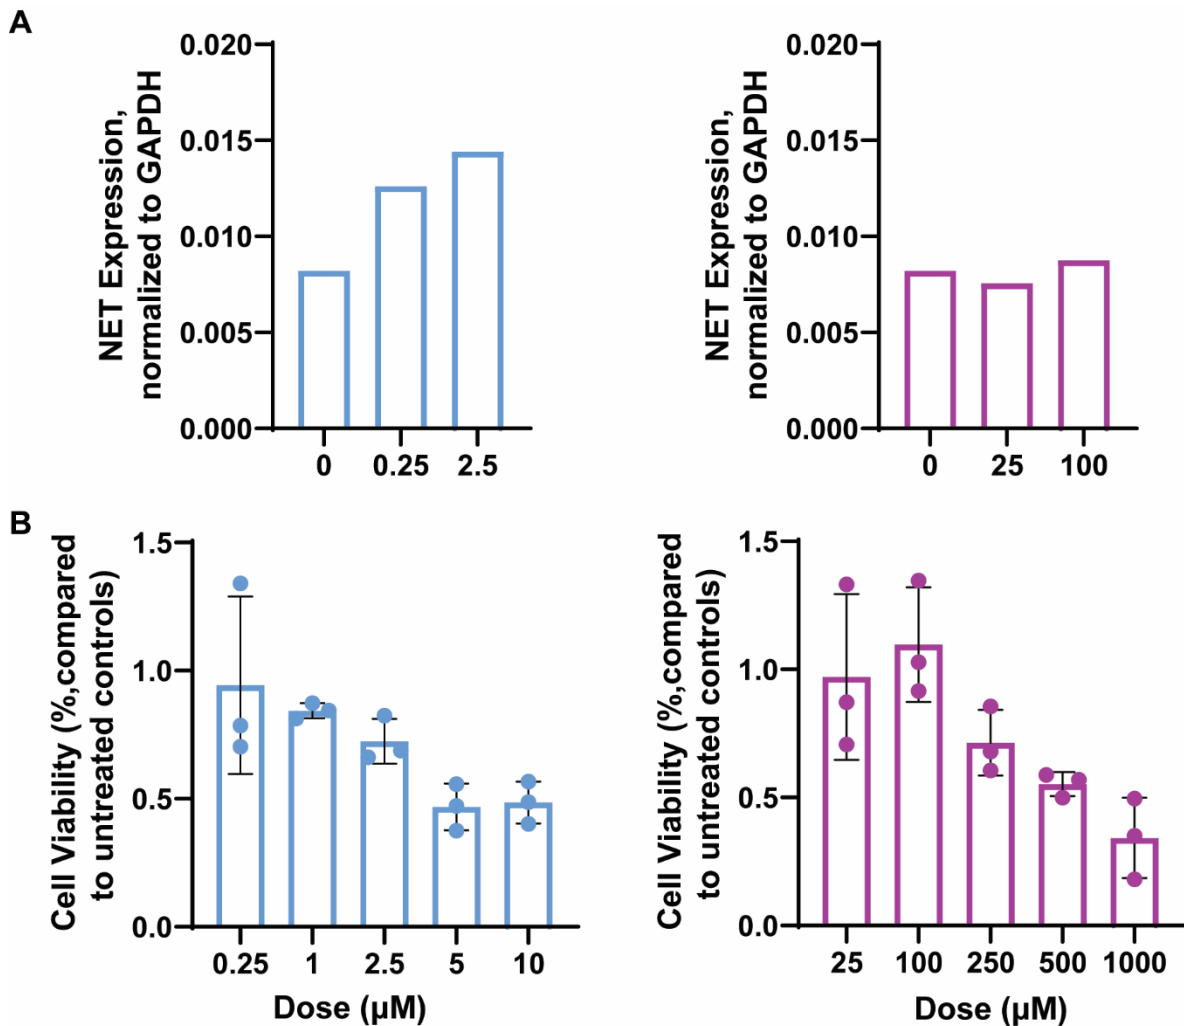 A
NET Expression,
normalized to GAPDH
0.020
0.015
0.010
0.005
0.000
0 0.25 2.5
NET Expression,
normalized to GAPDH
0.020
0.015
0.010
0.005
0.000
0 25 100
B
Cell Viability (%,compared
to untreated controls)
1.5
1.0
0.5
0.0
0.25 1 2.5 5 10
Dose (μM)
Cell Viability (%,compared
to untreated controls)
1.5
1.0
0.5
0.0
25 100 250 500 1000
Dose (μM)